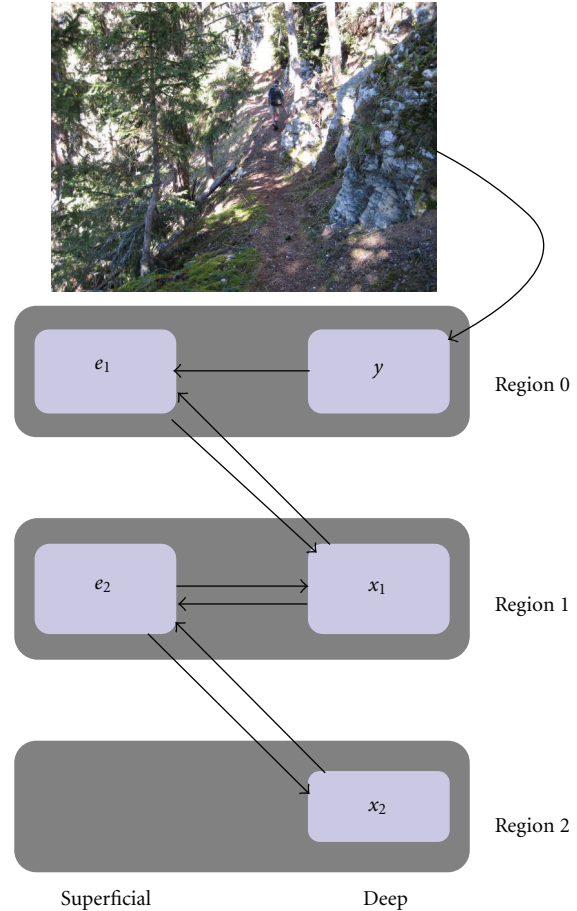 e₁
y
Region 0
e₂
x₁
Region 1
x₂
Region 2
Superficial
Deep